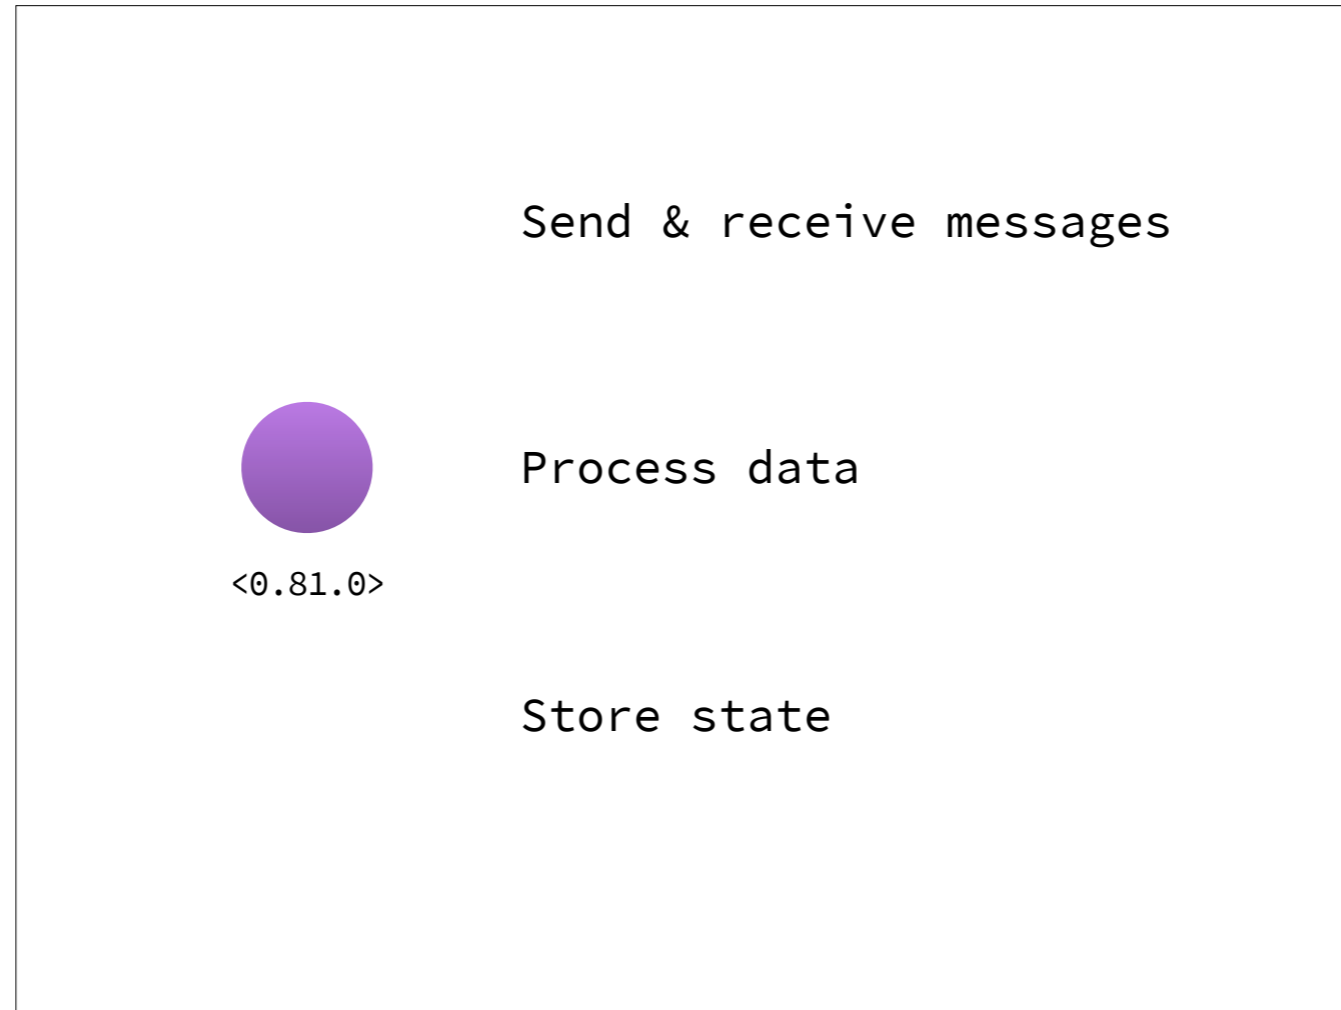 Send & receive messages
Process data
<0.81.0>
Store state